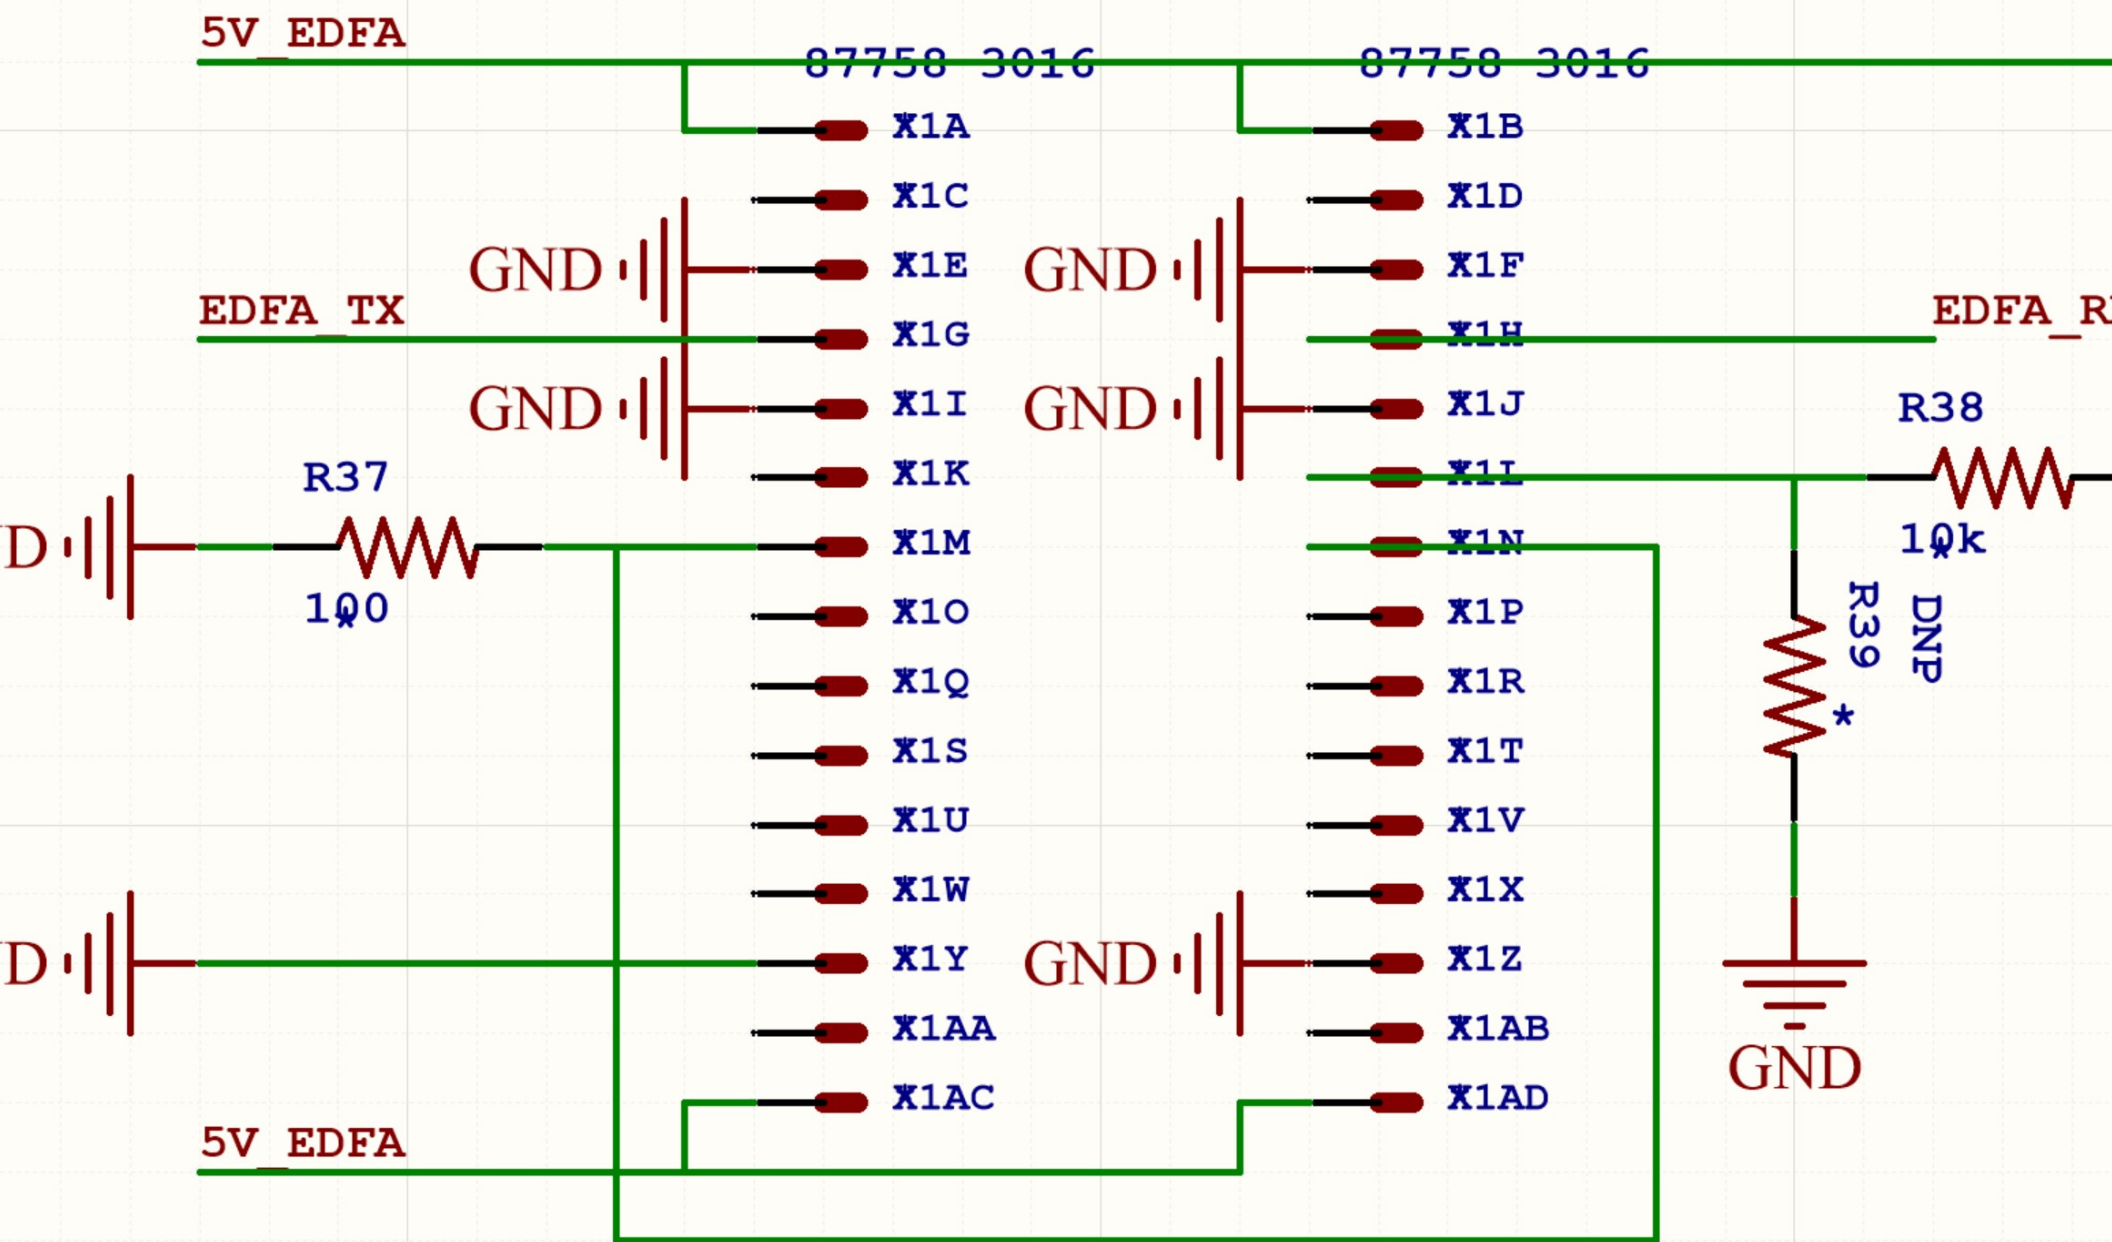 5V_EDFA
87758-3016 87758-3016
X1A X1B
X1C X1D
GND X1E GND X1F
EDFA_TX X1G X1H EDFA_R
GND X1I GND X1J
R38
R37 X1K X1L
10k
*
D X1M X1N
100
*
X1O X1P
R39 DNP
*
X1Q X1R
X1S X1T
X1U X1V
X1W X1X
D X1Y GND X1Z
X1AA X1AB
GND
X1AC X1AD
5V_EDFA